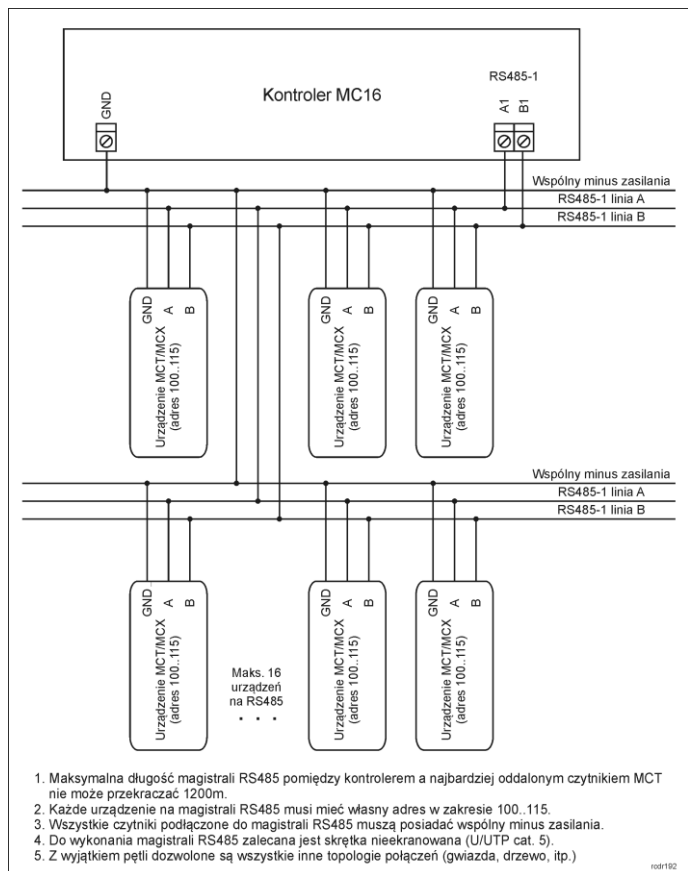 Kontroler MC16
RS485-1
GND
A1
B1
Wspólny minus zasilania
RS485-1 linia A
RS485-1 linia B
GND
A
B
Urządzenie MCT/MCX
(adres 100..115)
GND
A
B
Urządzenie MCT/MCX
(adres 100..115)
GND
A
B
Urządzenie MCT/MCX
(adres 100..115)
Wspólny minus zasilania
RS485-1 linia A
RS485-1 linia B
GND
A
B
Urządzenie MCT/MCX
(adres 100..115)
Maks. 16
urządzeń
na RS485
. . .
GND
A
B
Urządzenie MCT/MCX
(adres 100..115)
GND
A
B
Urządzenie MCT/MCX
(adres 100..115)
1. Maksymalna długość magistrali RS485 pomiędzy kontrolerem a najbardziej oddalonym czytnikiem MCT
nie może przekraczać 1200m.
2. Każde urządzenie na magistrali RS485 musi mieć własny adres w zakresie 100..115.
3. Wszystkie czytniki podłączone do magistrali RS485 muszą posiadać wspólny minus zasilania.
4. Do wykonania magistrali RS485 zalecana jest skrętka nieekranowana (U/UTP cat. 5).
5. Z wyjątkiem pętli dozwolone są wszystkie inne topologie połączeń (gwiazda, drzewo, itp.)
rodr192